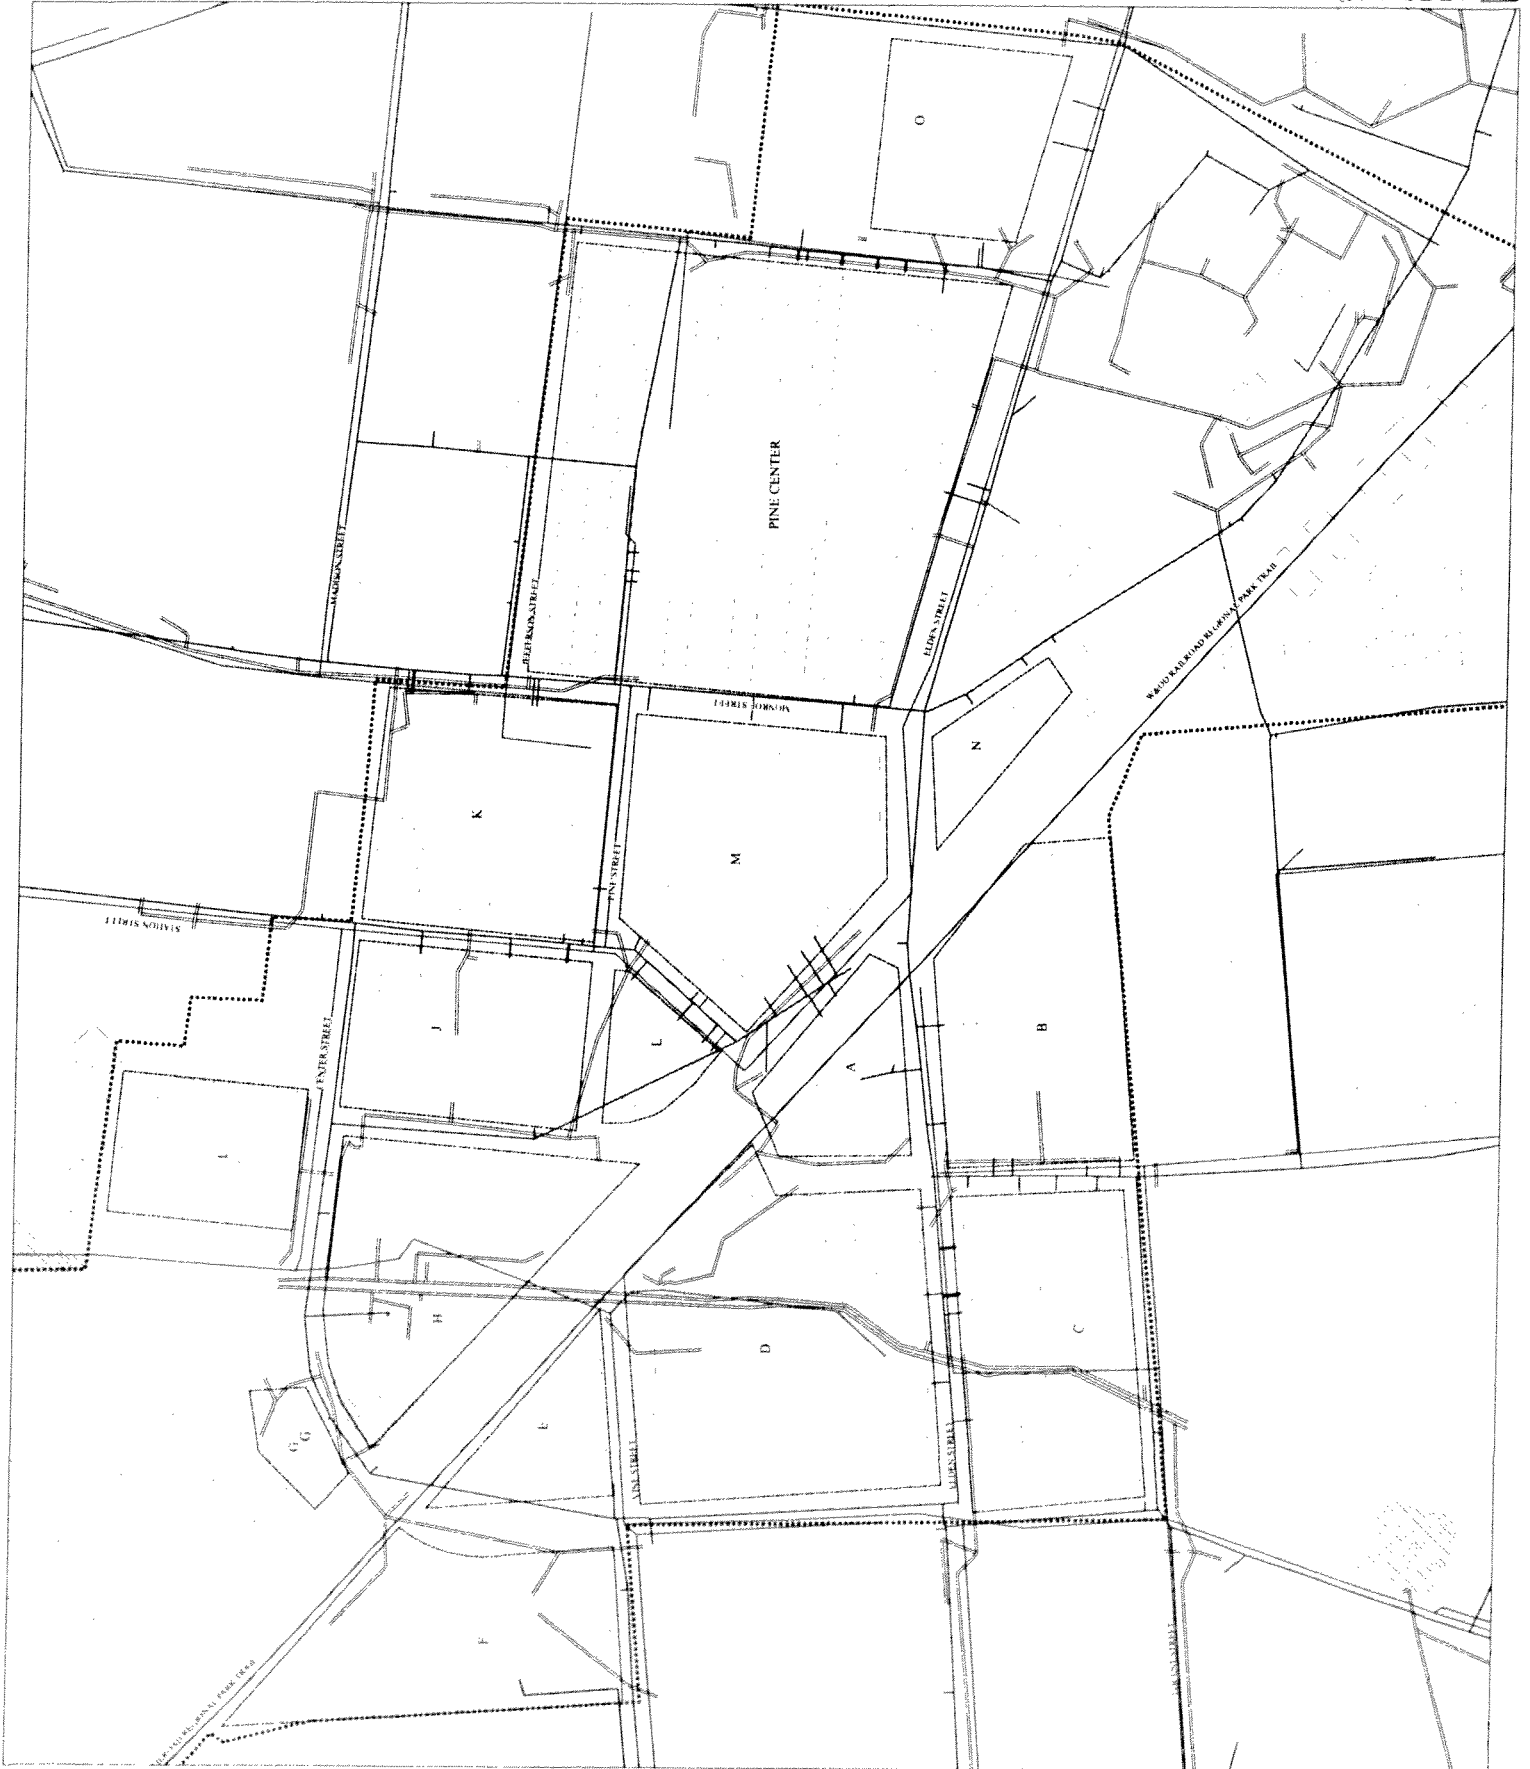 O
PINE CENTER
MADISON STREET
JEFFERSON STREET
ELDEN STREET
W&OD RAILROAD REGIONAL PARK TRAIL
MONROE STREET
N
K
M
PINE STREET
STATION STREET
CENTER STREET
J
L
A
B
I
H
D
C
E
G
G
VINE STREET
ELDEN STREET
F